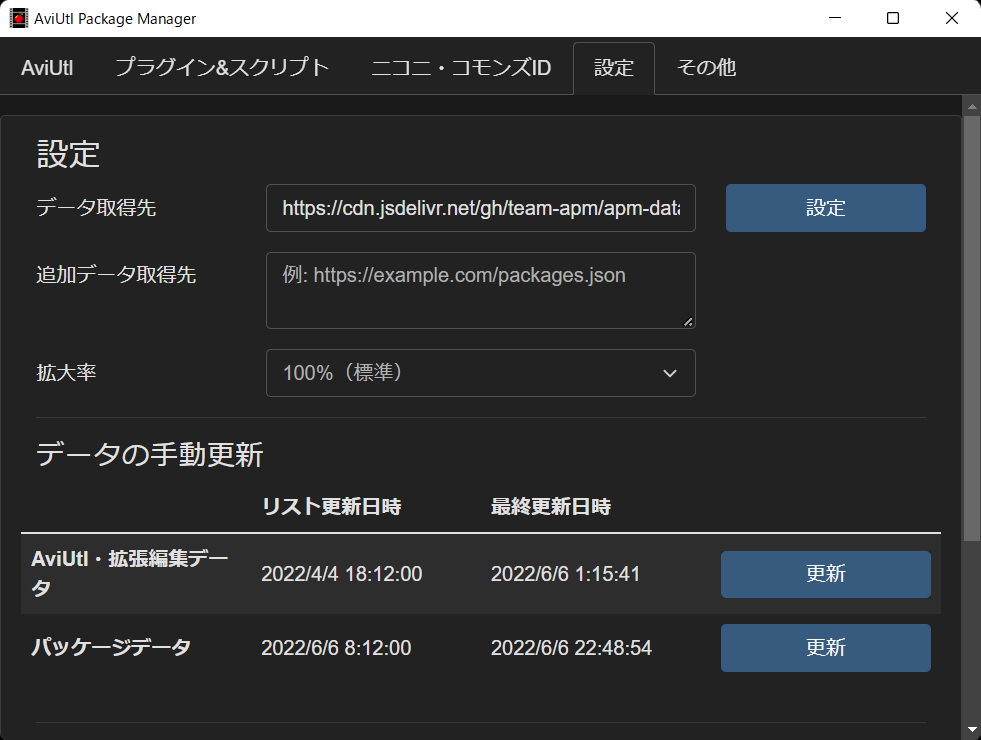 AviUtl Package Manager
AviUtl プラグイン&スクリプト ニコニ・コモンズID 設定 その他
設定
データ取得先 https://cdn.jsdelivr.net/gh/team-apm/apm-data 設定
追加データ取得先 例: https://example.com/packages.json
拡大率 100%（標準）
データの手動更新
リスト更新日時 最終更新日時
AviUtl・拡張編集デー
タ 2022/4/4 18:12:00 2022/6/6 1:15:41 更新
パッケージデータ 2022/6/6 8:12:00 2022/6/6 22:48:54 更新